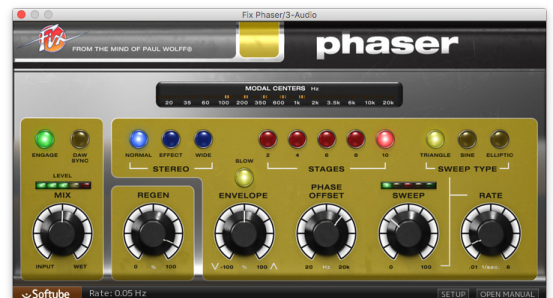 Fix Phaser/3-Audio
Fix
FROM THE MIND OF PAUL WOLFF®
phaser
MODAL CENTERS Hz
20 35 60 100 200 350 600 1k 2k 3.5k 6k 10k 20k
ENGAGE DAW SYNC
NORMAL EFFECT WIDE
STEREO
2 4 6 8 10
STAGES
TRIANGLE SINE ELLIPTIC
SWEEP TYPE
LEVEL
MIX
INPUT WET
REGEN
0 % 100
SLOW
ENVELOPE
-100 % 100
PHASE OFFSET
20 Hz 20k
SWEEP
0 100
RATE
.01 6
Softube
Rate: 0.05 Hz
SETUP OPEN MANUAL